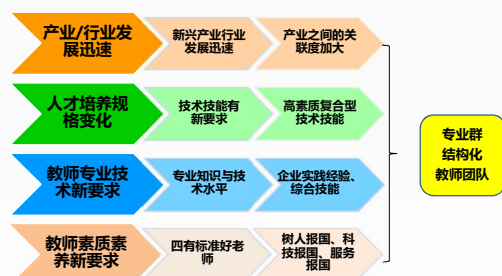 产业/行业发
展迅速
新兴产业行业
发展迅速
产业之间的关
联度加大
人才培养规
格变化
技术技能有
新要求
高素质复合型
技术技能
教师专业技
术新要求
专业知识与技
术水平
企业实践经验、
综合技能
教师素质素
养新要求
四有标准好老
师
树人报国、科
技报国、服务
报国
专业群
结构化
教师团队